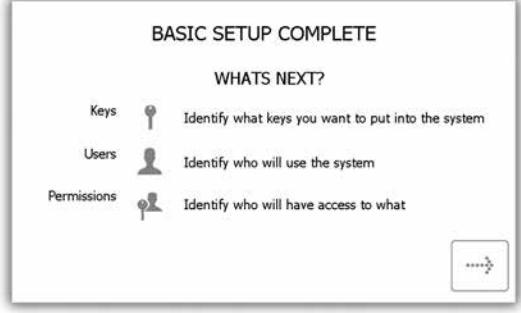 BASIC SETUP COMPLETE
WHATS NEXT?
Keys Identify what keys you want to put into the system
Users Identify who will use the system
Permissions Identify who will have access to what